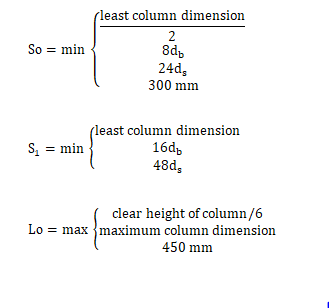 least column dimension
2
8d_b
So = min
24d_s
300 mm
least column dimension
S₁ = min 16d_b
48d_s
clear height of column/6
Lo = max maximum column dimension
450 mm